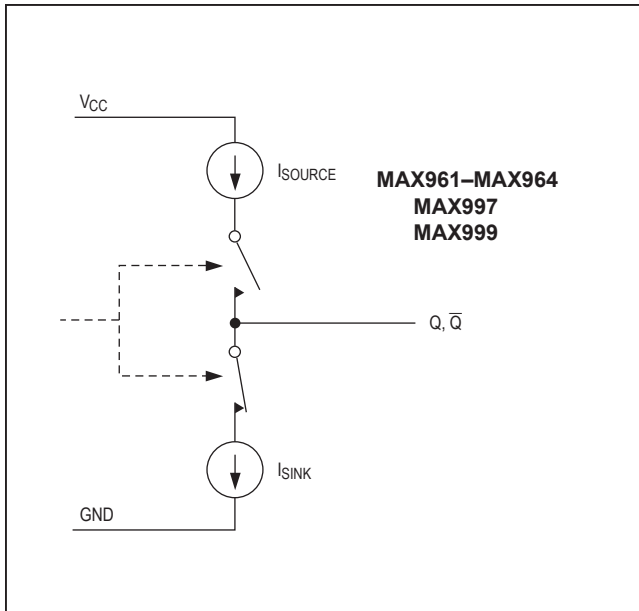 VCC
ISOURCE
MAX961–MAX964
MAX997
MAX999
Q, Q̅
ISINK
GND